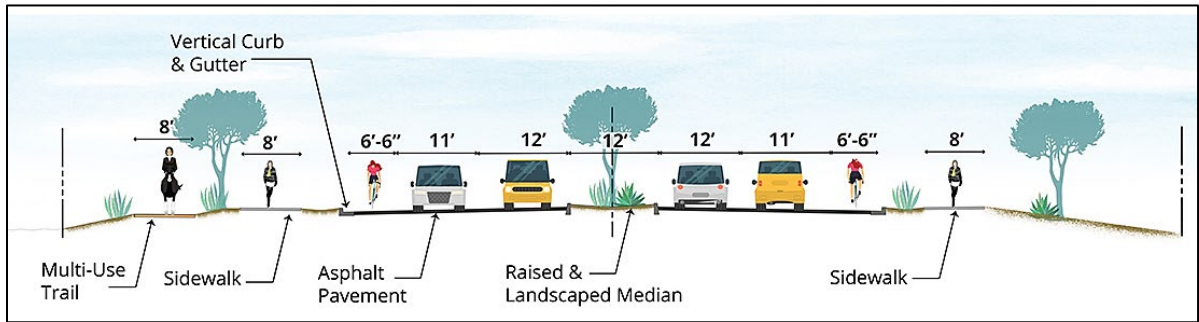 Vertical Curb
& Gutter
8’
8’
6’-6”
11’
12’
12’
12’
11’
6’-6”
8’
Multi-Use
Trail
Sidewalk
Asphalt
Pavement
Raised &
Landscaped Median
Sidewalk